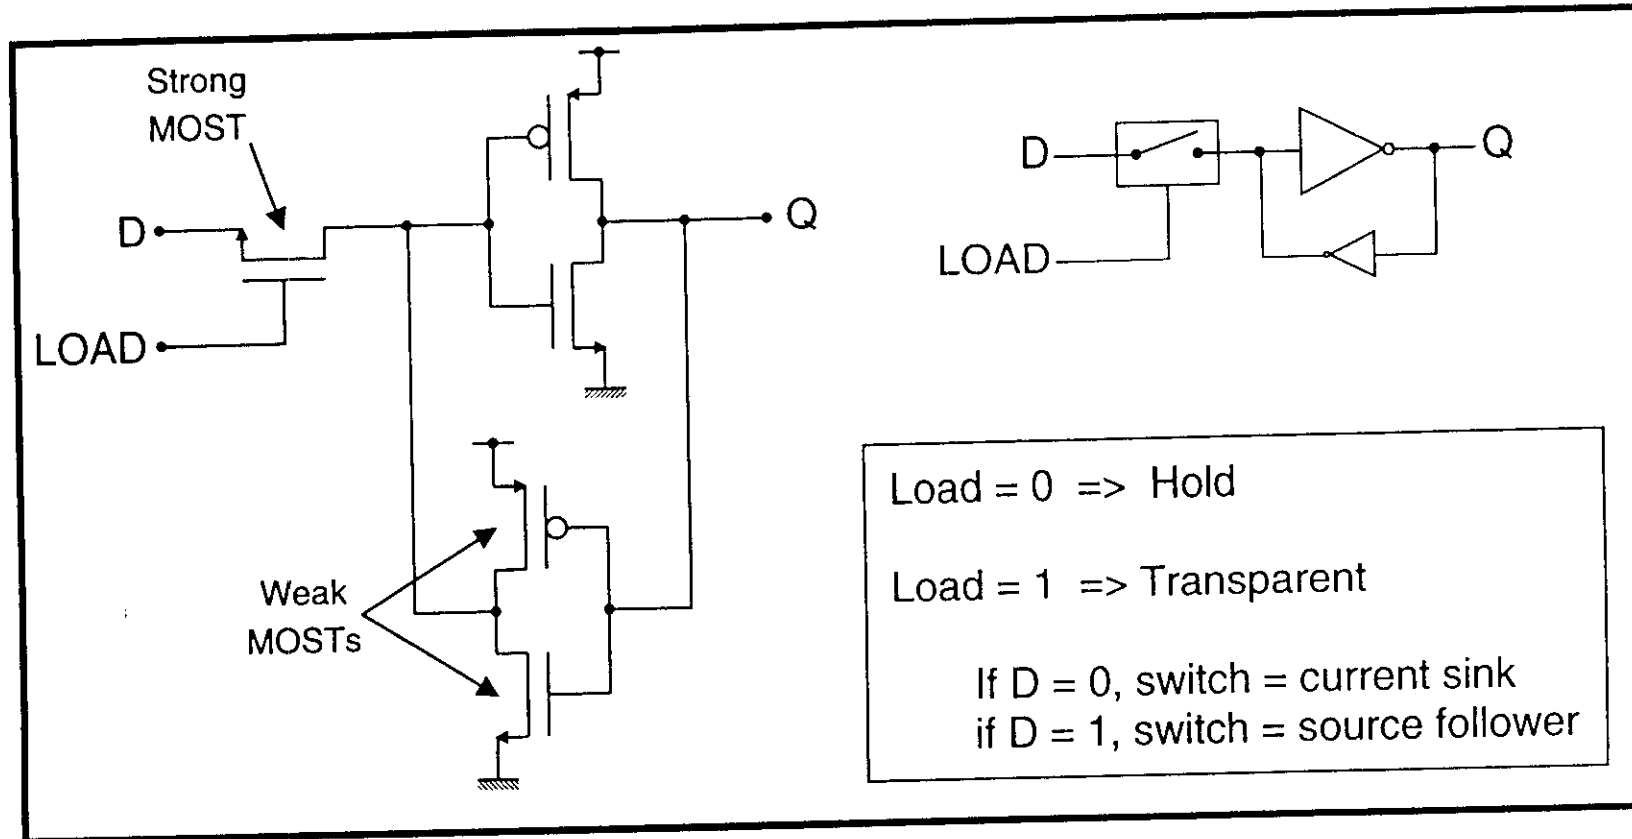 Strong
MOST
D
LOAD
Q
Weak
MOSTs
D
LOAD
Q
Load = 0 => Hold
Load = 1 => Transparent
If D = 0, switch = current sink
if D = 1, switch = source follower